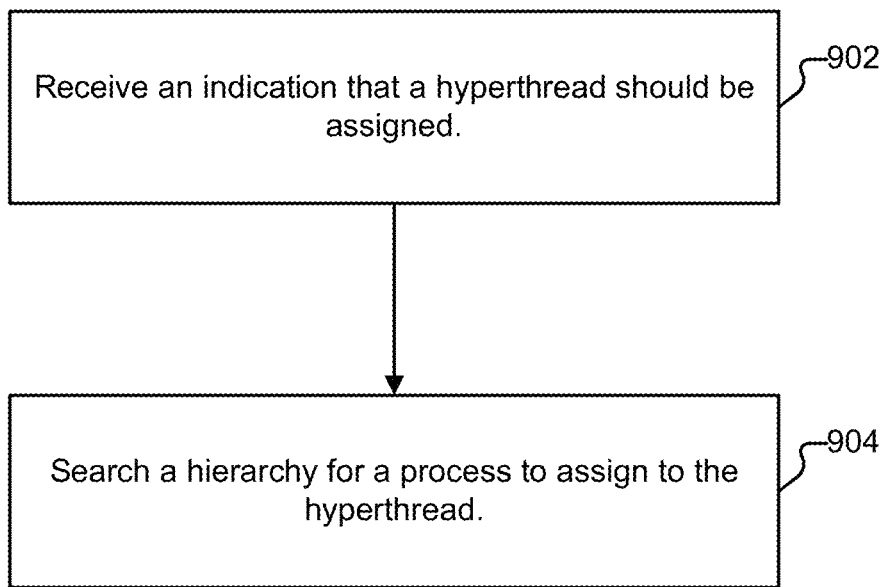 Receive an indication that a hyperthread should be
assigned.
902
Search a hierarchy for a process to assign to the
hyperthread.
904